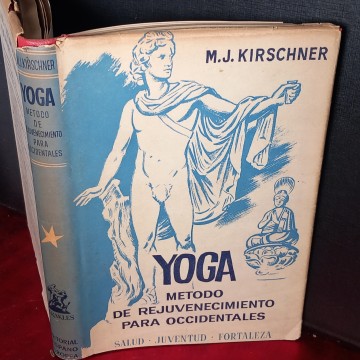 M.J. KIRSCHNER
YOGA
METODO
DE REJUVENECIMIENTO
PARA OCCIDENTALES
SALUD - JUVENTUD - FORTALEZA
KIRSCHNER
YOGA
METODO
DE
REJUVENECIMIENTO
PARA
OCCIDENTALES